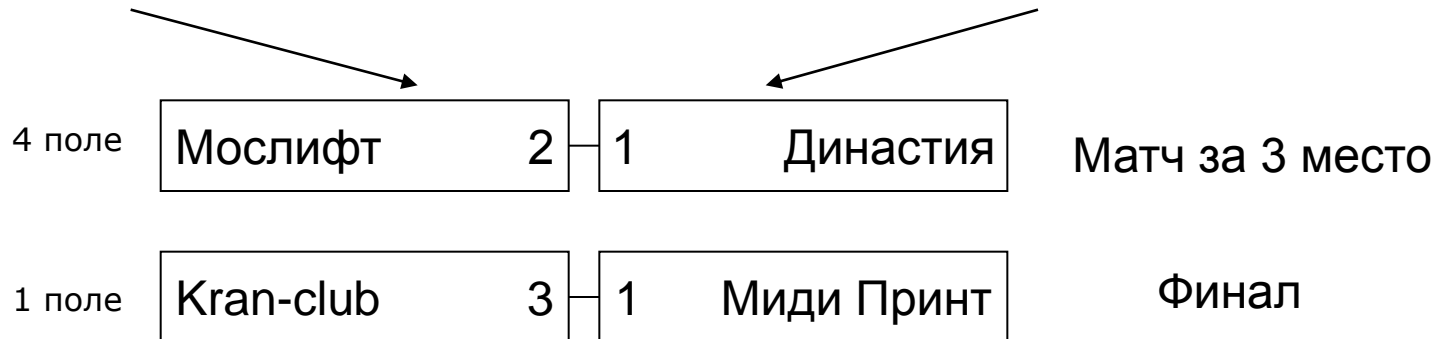 4 поле Мослифт 2 1 Династия Матч за 3 место
1 поле Kran-club 3 1 Миди Принт Финал